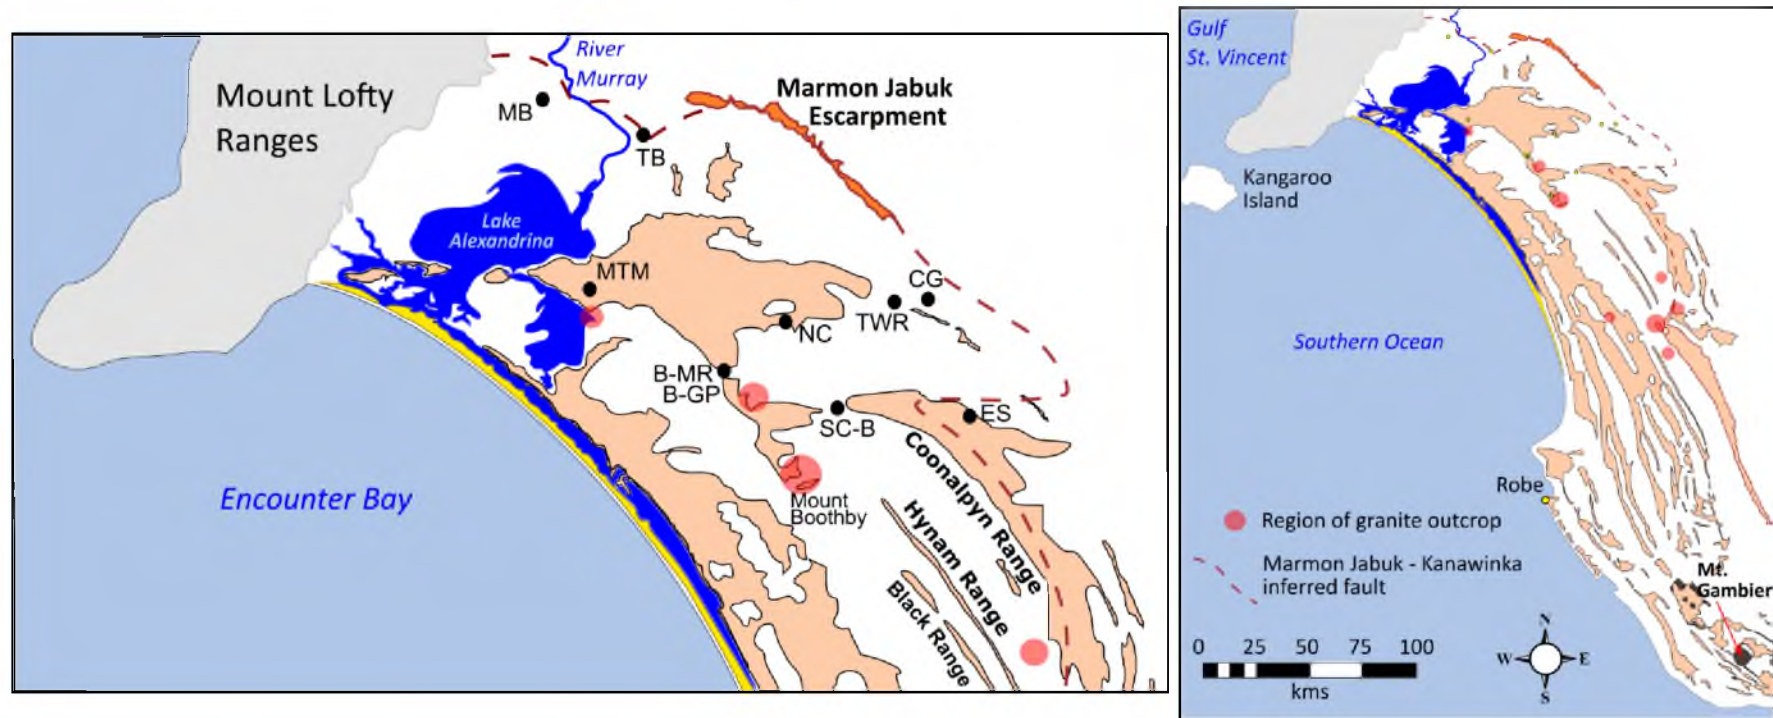 River
Murray
Mount Lofty
Ranges
MB
TB
Marmon Jabuk
Escarpment
Lake
Alexandrina
MTM
CG
TWR
NC
B-MR
B-GP
SC-B
ES
Mount
Boothby
Coonalpyn Range
Hynam Range
Black Range
Encounter Bay
Gulf
St. Vincent
Kangaroo
Island
Southern Ocean
Robe
Region of granite outcrop
Marmon Jabuk - Kanawinka
inferred fault
Mt.
Gambier
0 25 50 75 100
kms
N
W E
S